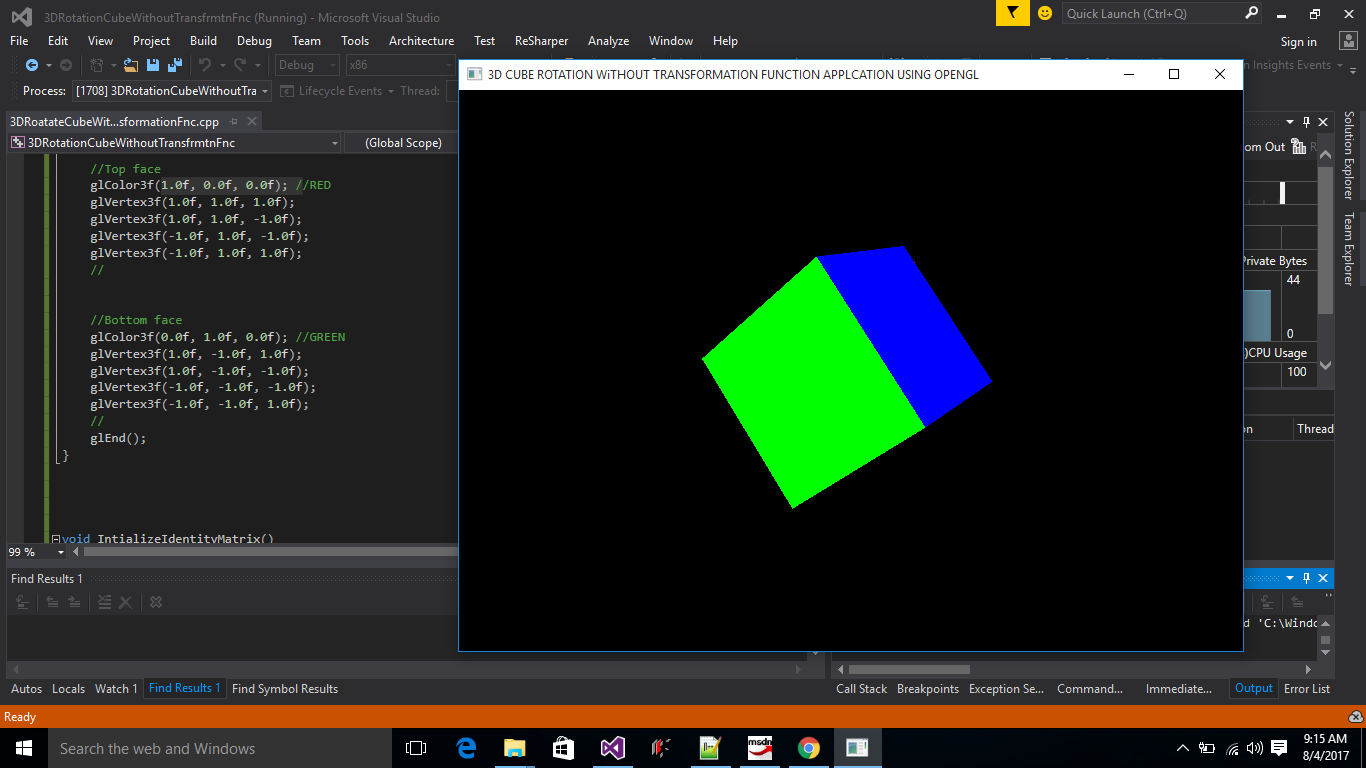 3DRotationCubeWithoutTransfrmtnFnc (Running) - Microsoft Visual Studio
Quick Launch (Ctrl+Q)
File Edit View Project Build Debug Team Tools Architecture Test ReSharper Analyze Window Help
Sign in
Debug x86
Insights Events
Process: [1708] 3DRotationCubeWithoutTra Lifecycle Events Thread:
3D CUBE ROTATION WiTHOUT TRANSFORMATION FUNCTION APPLCATION USING OPENGL
3DRoatateCubeWit...sformationFnc.cpp
3DRotationCubeWithoutTransfrmtnFnc (Global Scope)
//Top face
glColor3f(1.0f, 0.0f, 0.0f); //RED
glVertex3f(1.0f, 1.0f, 1.0f);
glVertex3f(1.0f, 1.0f, -1.0f);
glVertex3f(-1.0f, 1.0f, -1.0f);
glVertex3f(-1.0f, 1.0f, 1.0f);
//
//Bottom face
glColor3f(0.0f, 1.0f, 0.0f); //GREEN
glVertex3f(1.0f, -1.0f, 1.0f);
glVertex3f(1.0f, -1.0f, -1.0f);
glVertex3f(-1.0f, -1.0f, -1.0f);
glVertex3f(-1.0f, -1.0f, 1.0f);
//
glEnd();
}
void IntializeIdentityMatrix()
99 %
om Out
Private Bytes
44
0
)CPU Usage
100
on Thread
Solution Explorer
Team Explorer
Find Results 1
d 'C:\Windo
Autos Locals Watch 1 Find Results 1 Find Symbol Results
Call Stack Breakpoints Exception Se... Command... Immediate... Output Error List
Ready
Search the web and Windows
msdn
9:15 AM
8/4/2017